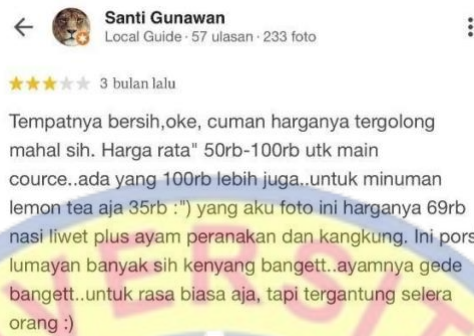 Santi Gunawan
Local Guide · 57 ulasan · 233 foto
3 bulan lalu
Tempatnya bersih,oke, cuman harganya tergolong
mahal sih. Harga rata" 50rb-100rb utk main
cource..ada yang 100rb lebih juga..untuk minuman
lemon tea aja 35rb :") yang aku foto ini harganya 69rb
nasi liwet plus ayam peranakan dan kangkung. Ini pors
lumayan banyak sih kenyang bangett..ayamnya gede
bangett..untuk rasa biasa aja, tapi tergantung selera
orang :)